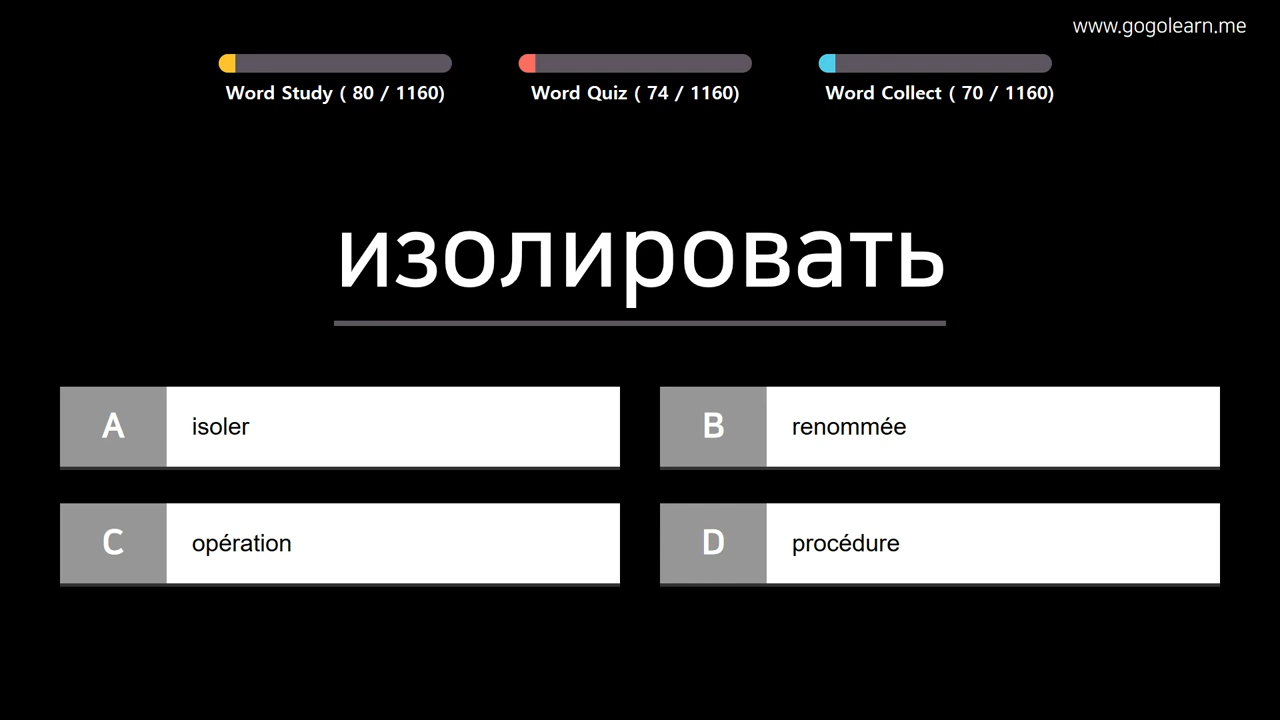 www.gogolearn.me
Word Study ( 80 / 1160)
Word Quiz ( 74 / 1160)
Word Collect ( 70 / 1160)
изолировать
A isoler
B renommée
C opération
D procédure